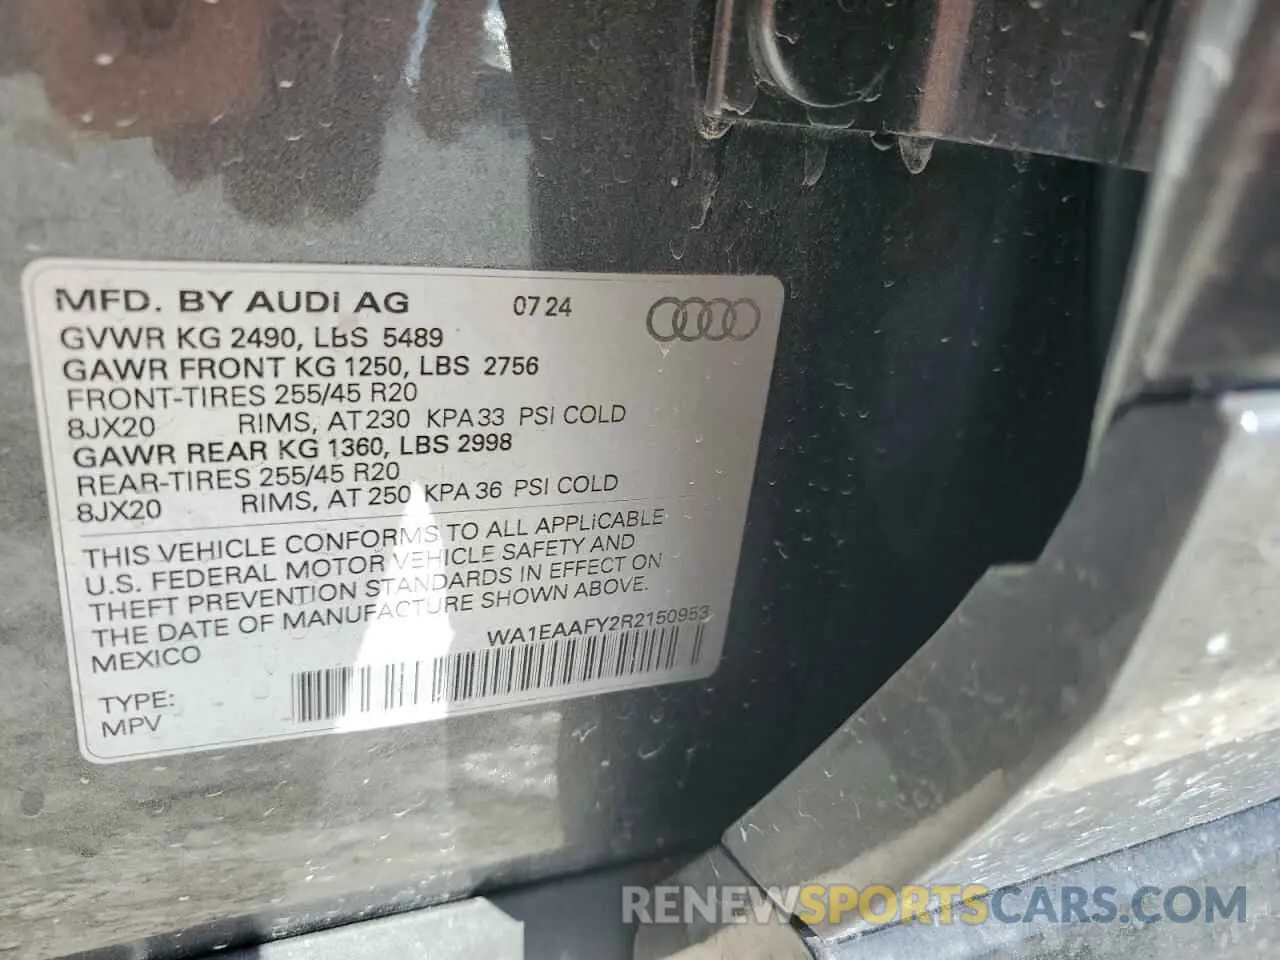 MFD. BY AUDi AG 07 24
GVWR KG 2490, LBS 5489
GAWR FRONT KG 1250, LBS 2756
FRONT-TIRES 255/45 R20
8JX20 RIMS, AT 230 KPA 33 PSI COLD
GAWR REAR KG 1360, LBS 2998
REAR-TIRES 255/45 R20
8JX20 RIMS, AT 250 KPA 36 PSI COLD
THIS VEHICLE CONFORMS TO ALL APPLiCABLE
U.S. FEDERAL MOTOR VEHICLE SAFETY AND
THEFT PREVENTION STANDARDS IN EFFECT ON
THE DATE OF MANUFACTURE SHOWN ABOVE.
MEXICO WA1EAAFY2R2150953
TYPE:
MPV
RENEWSPORTSCARS.COM